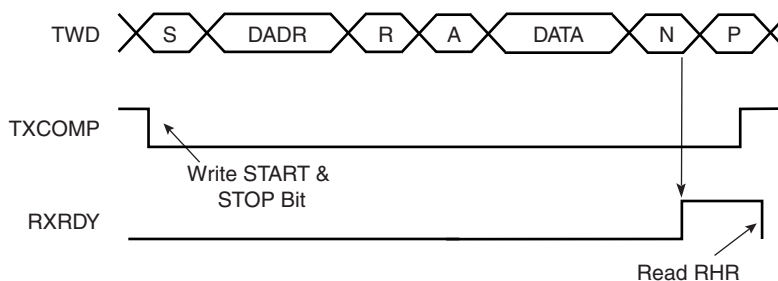 TWD S DADR R A DATA N P
TXCOMP
Write START &
STOP Bit
RXRDY
Read RHR